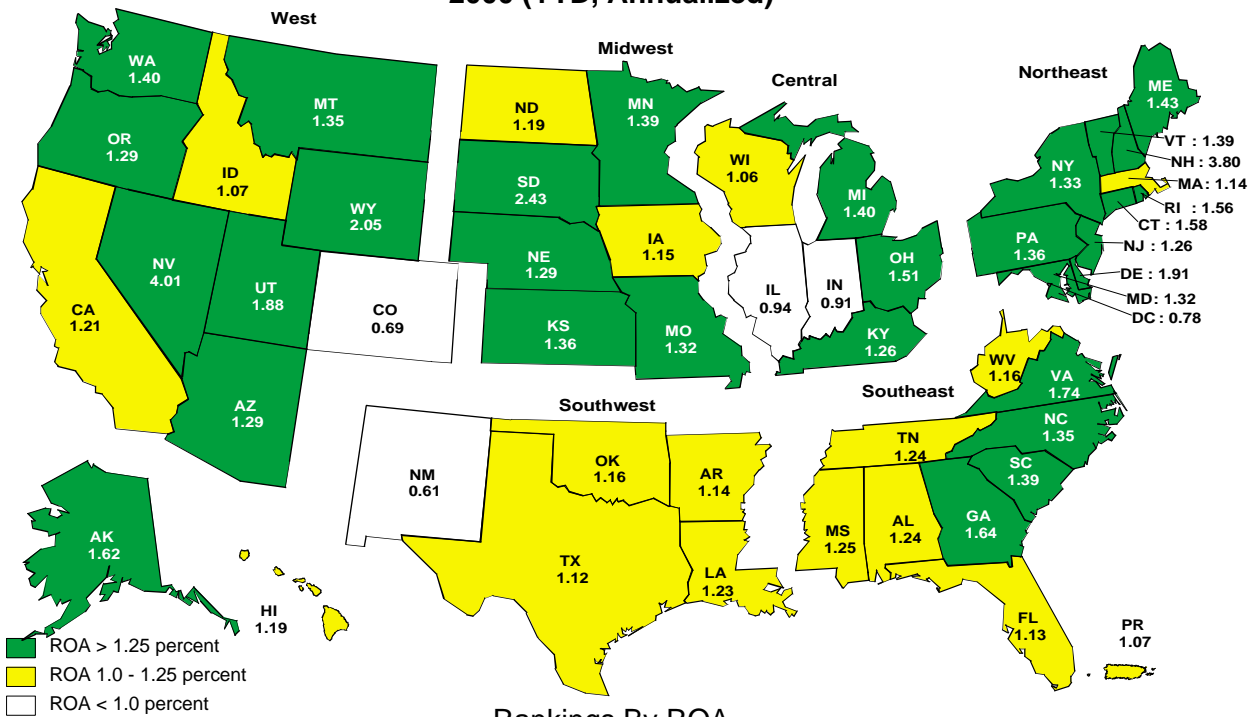 West
Midwest
Central
Northeast
WA
1.40
MT
1.35
OR
1.29
ID
1.07
WY
2.05
NV
4.01
UT
1.88
CA
1.21
CO
0.69
AZ
1.29
AK
1.62
HI
1.19
ND
1.19
MN
1.39
SD
2.43
NE
1.29
IA
1.15
KS
1.36
MO
1.32
WI
1.06
MI
1.40
IL
0.94
IN
0.91
OH
1.51
KY
1.26
ME
1.43
NY
1.33
PA
1.36
VT : 1.39
NH : 3.80
MA : 1.14
RI : 1.56
CT : 1.58
NJ : 1.26
DE : 1.91
MD: 1.32
DC : 0.78
Southwest
NM
0.61
OK
1.16
AR
1.14
TX
1.12
LA
1.23
Southeast
WV
1.16
VA
1.74
TN
1.24
NC
1.35
SC
1.39
MS
1.25
AL
1.24
GA
1.64
FL
1.13
PR
1.07
ROA > 1.25 percent
ROA 1.0 - 1.25 percent
ROA < 1.0 percent
Rankings By ROA